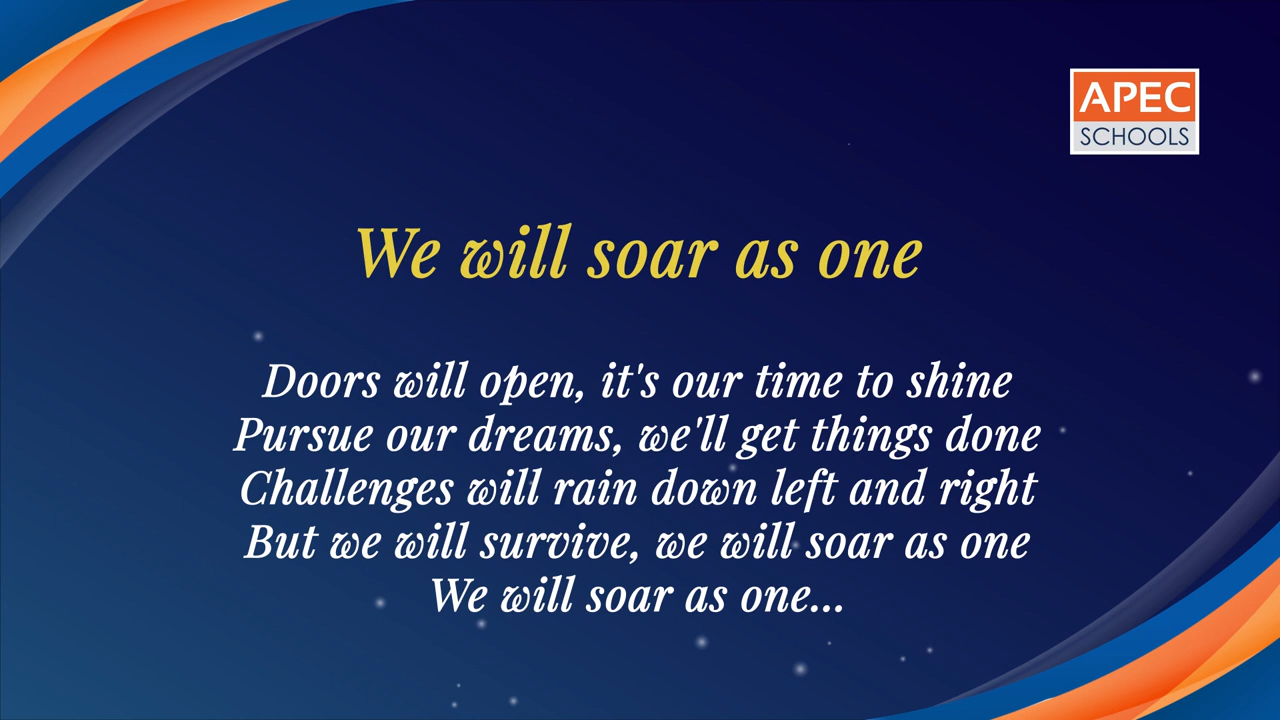 APEC
SCHOOLS
We will soar as one
Doors will open, it's our time to shine
Pursue our dreams, we'll get things done
Challenges will rain down left and right
But we will survive, we will soar as one
We will soar as one...